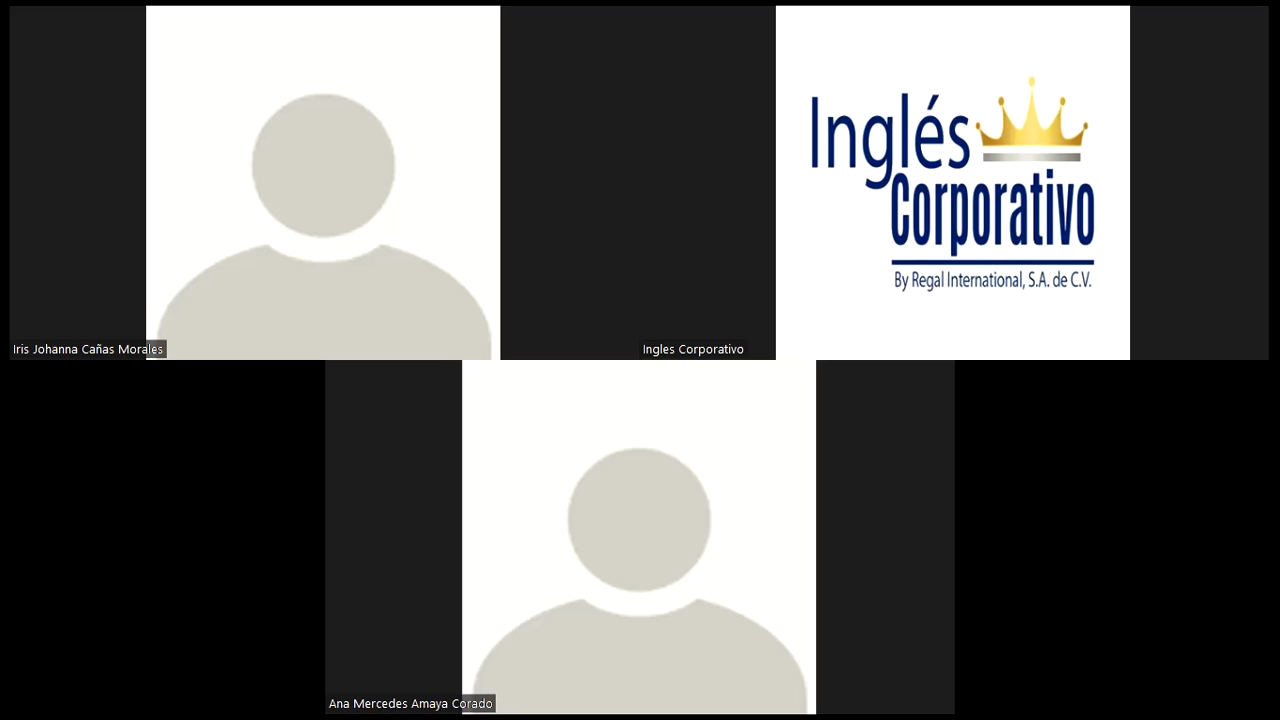 Inglés
Corporativo
By Regal International, S.A. de C.V.
Iris Johanna Cañas Morales
Ingles Corporativo
Ana Mercedes Amaya Corado